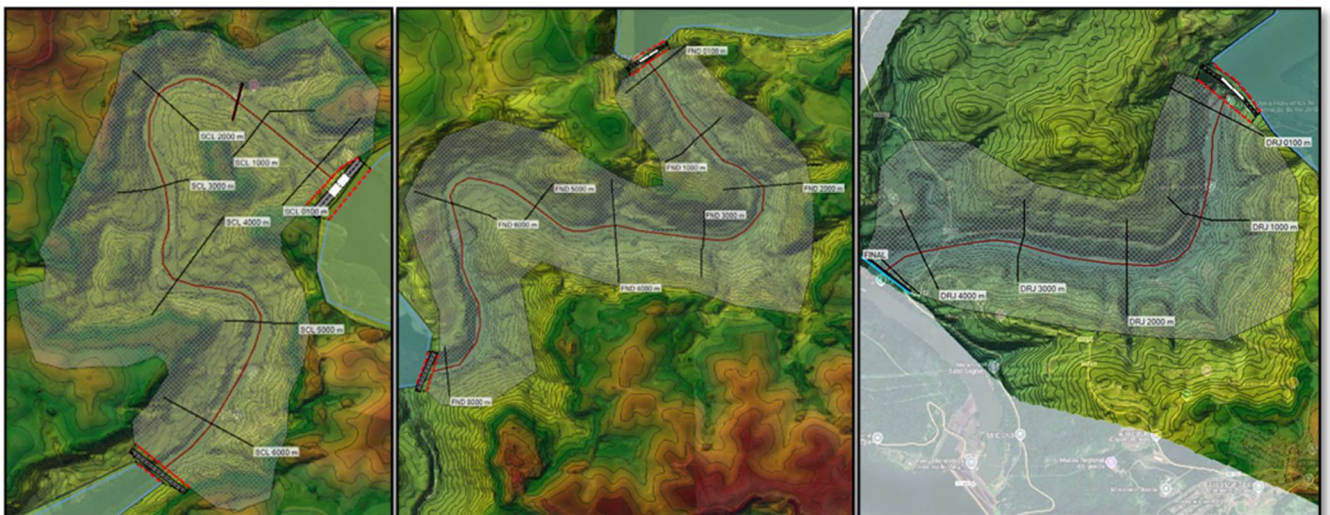 SCL 2000 m
SCL 1000 m
SCL 3000 m
SCL 0100 m
SCL 4000 m
SCL 5000 m
SCL 6000 m
FND 0100 m
FND 1000 m
FND 5000 m
FND 2000 m
FND 3000 m
FND 6000 m
FND 4000 m
FND 8000 m
DRJ 0100 m
DRJ 1000 m
FINAL
DRJ 4000 m
DRJ 3000 m
DRJ 2000 m